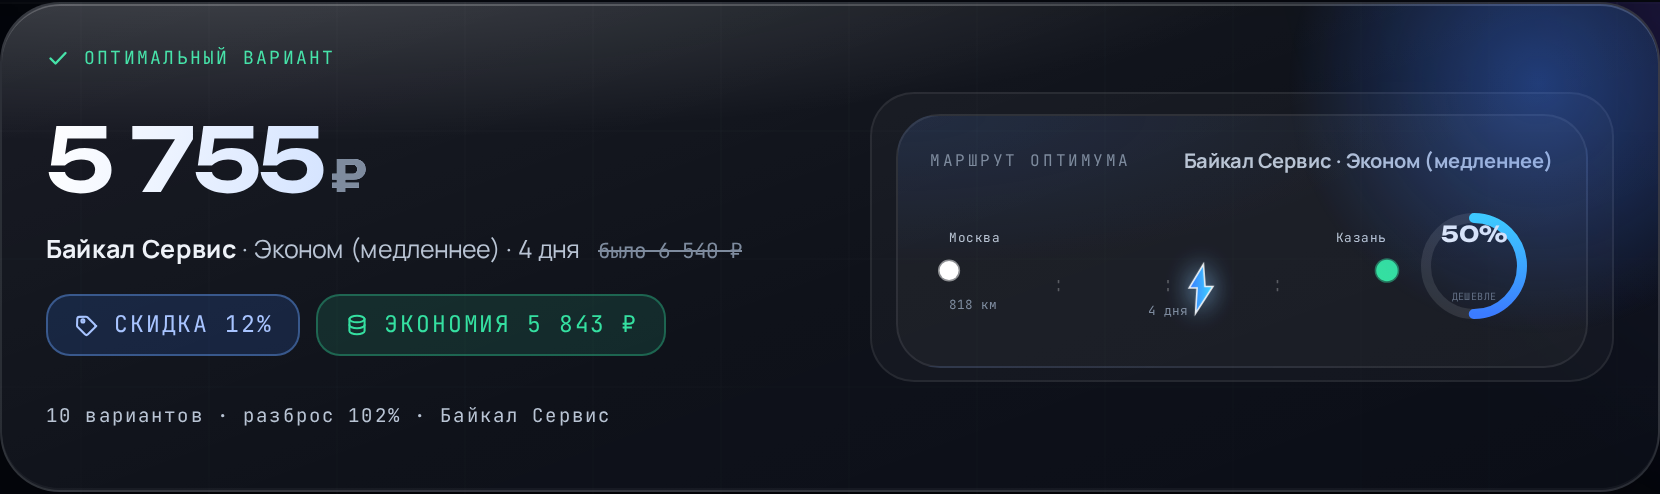 ОПТИМАЛЬНЫЙ ВАРИАНТ
5 755 ₽
Байкал Сервис · Эконом (медленнее) · 4 дня было 6 540 ₽
СКИДКА 12%
ЭКОНОМИЯ 5 843 ₽
10 вариантов · разброс 102% · Байкал Сервис
МАРШРУТ ОПТИМУМА
Байкал Сервис · Эконом (медленнее)
Москва
818 км
4 дня
Казань
50%
ДЕШЕВЛЕ